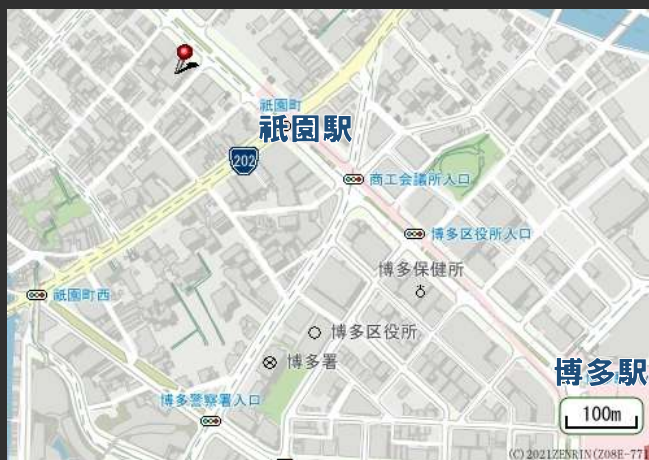 祇園町
祇園駅
202
商工会議所入口
博多区役所入口
博多保健所
祇園町西
博多区役所
博多署
博多駅
博多警察署入口
100m
(C)2021ZENRIN(Z08E-771